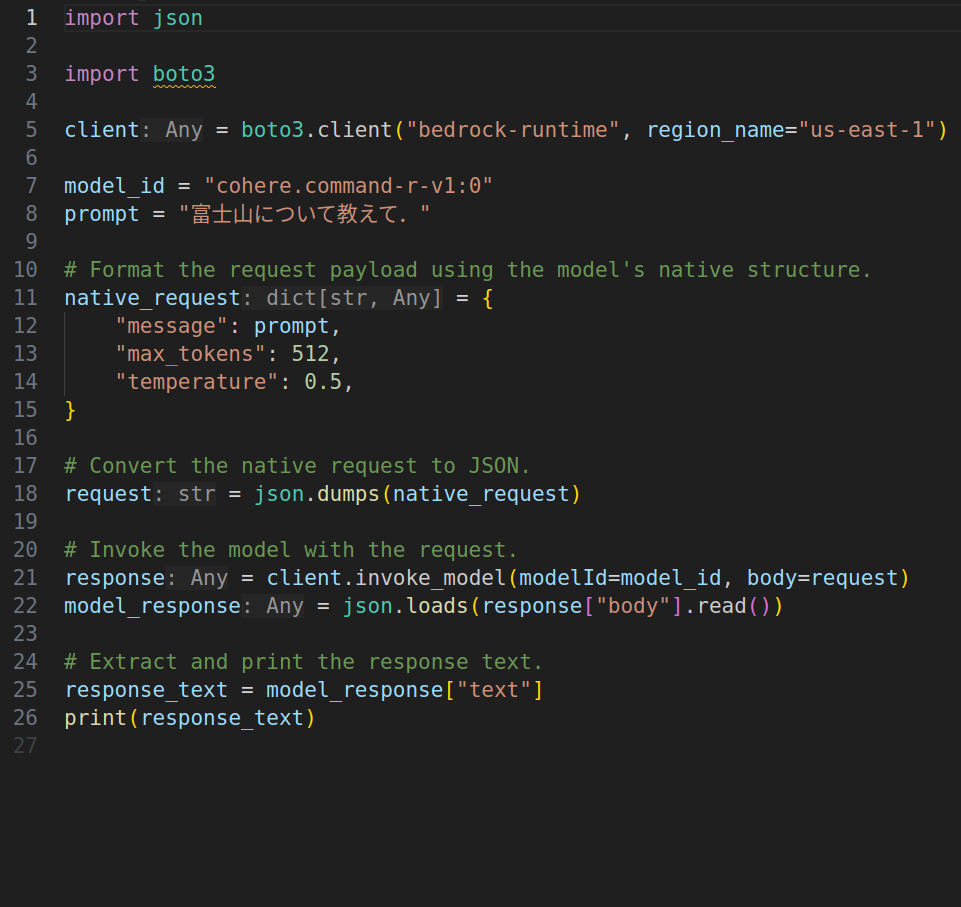 1 import json
2
3 import boto3
4
5 client: Any = boto3.client("bedrock-runtime", region_name="us-east-1")
6
7 model_id = "cohere.command-r-v1:0"
8 prompt = "富士山について教えて．"
9
10 # Format the request payload using the model's native structure.
11 native_request: dict[str, Any] = {
12     "message": prompt,
13     "max_tokens": 512,
14     "temperature": 0.5,
15 }
16
17 # Convert the native request to JSON.
18 request: str = json.dumps(native_request)
19
20 # Invoke the model with the request.
21 response: Any = client.invoke_model(modelId=model_id, body=request)
22 model_response: Any = json.loads(response["body"].read())
23
24 # Extract and print the response text.
25 response_text = model_response["text"]
26 print(response_text)
27